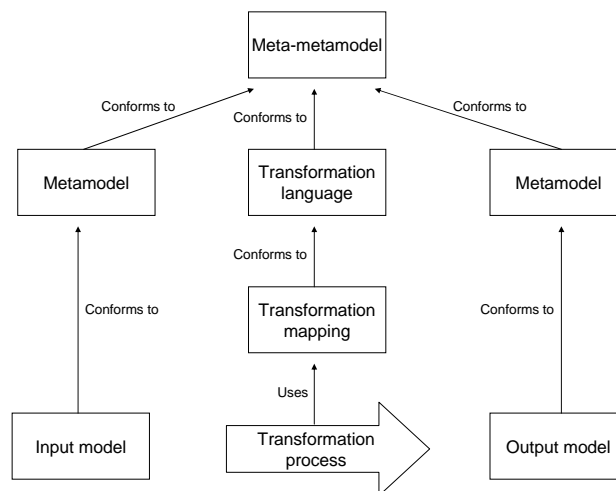 Meta-metamodel
Conforms to
Conforms to
Conforms to
Metamodel
Transformation
language
Metamodel
Conforms to
Conforms to
Conforms to
Transformation
mapping
Uses
Input model
Transformation
process
Output model